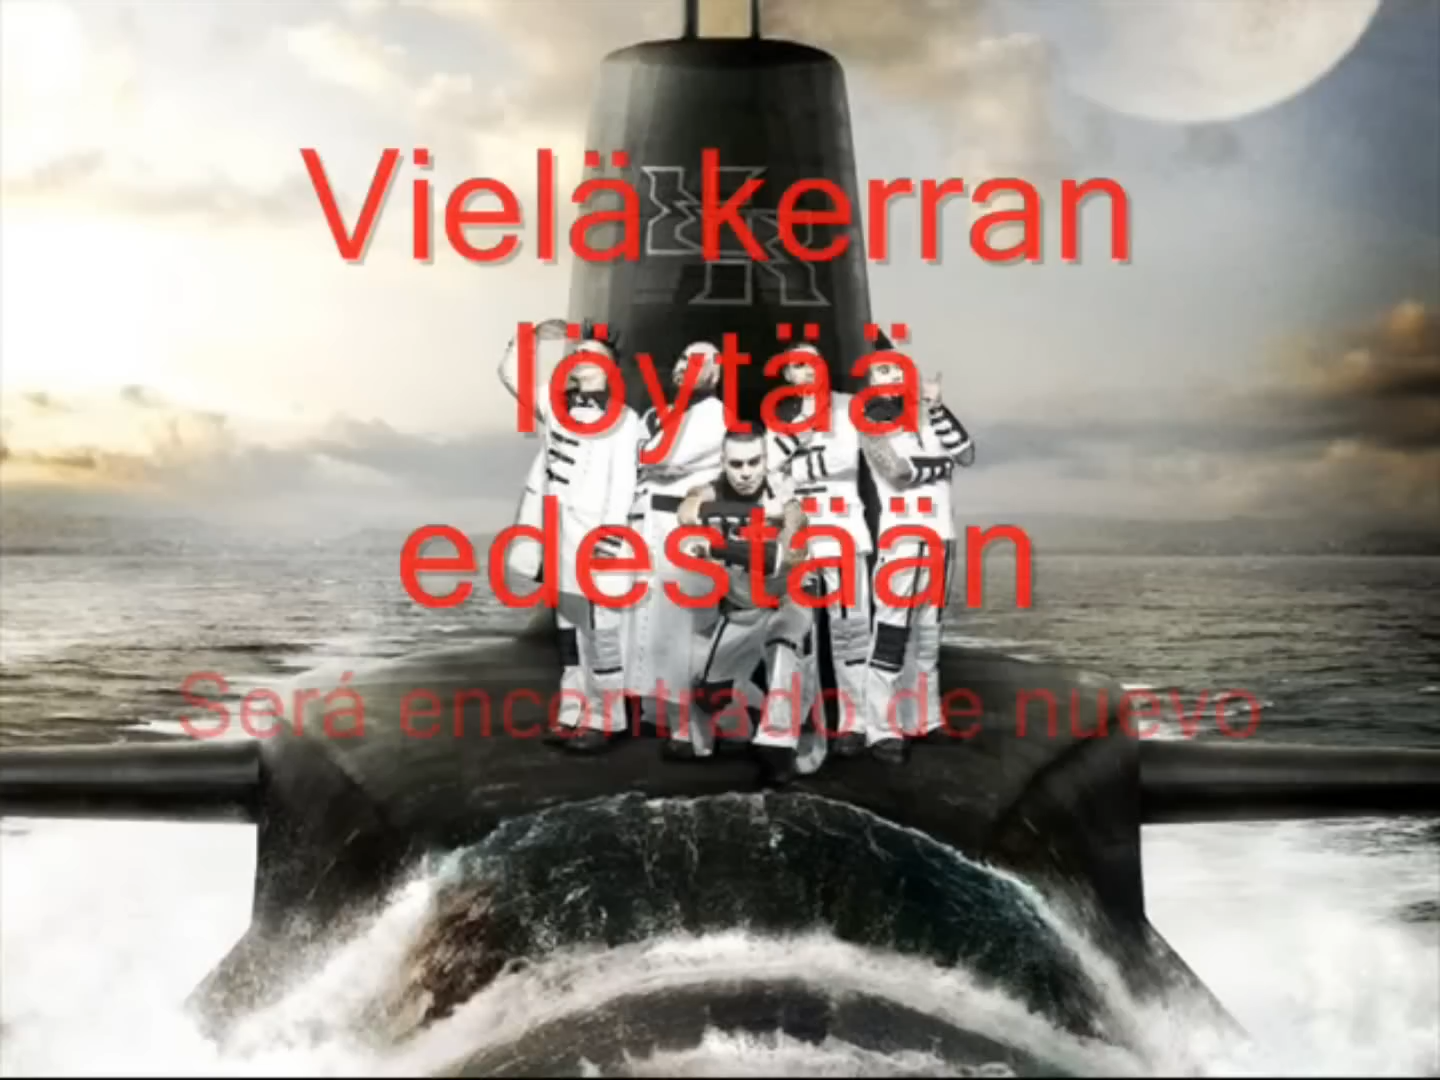 Vielä kerran
löytää
edestään
Será encontrado de nuevo